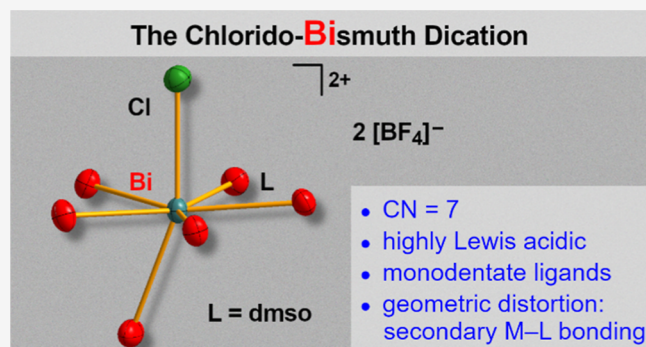 The Chlorido-Bismuth Dication
2+
Cl
2 [BF4]−
Bi
L
• CN = 7
• highly Lewis acidic
• monodentate ligands
• geometric distortion:
secondary M–L bonding
L = dmso